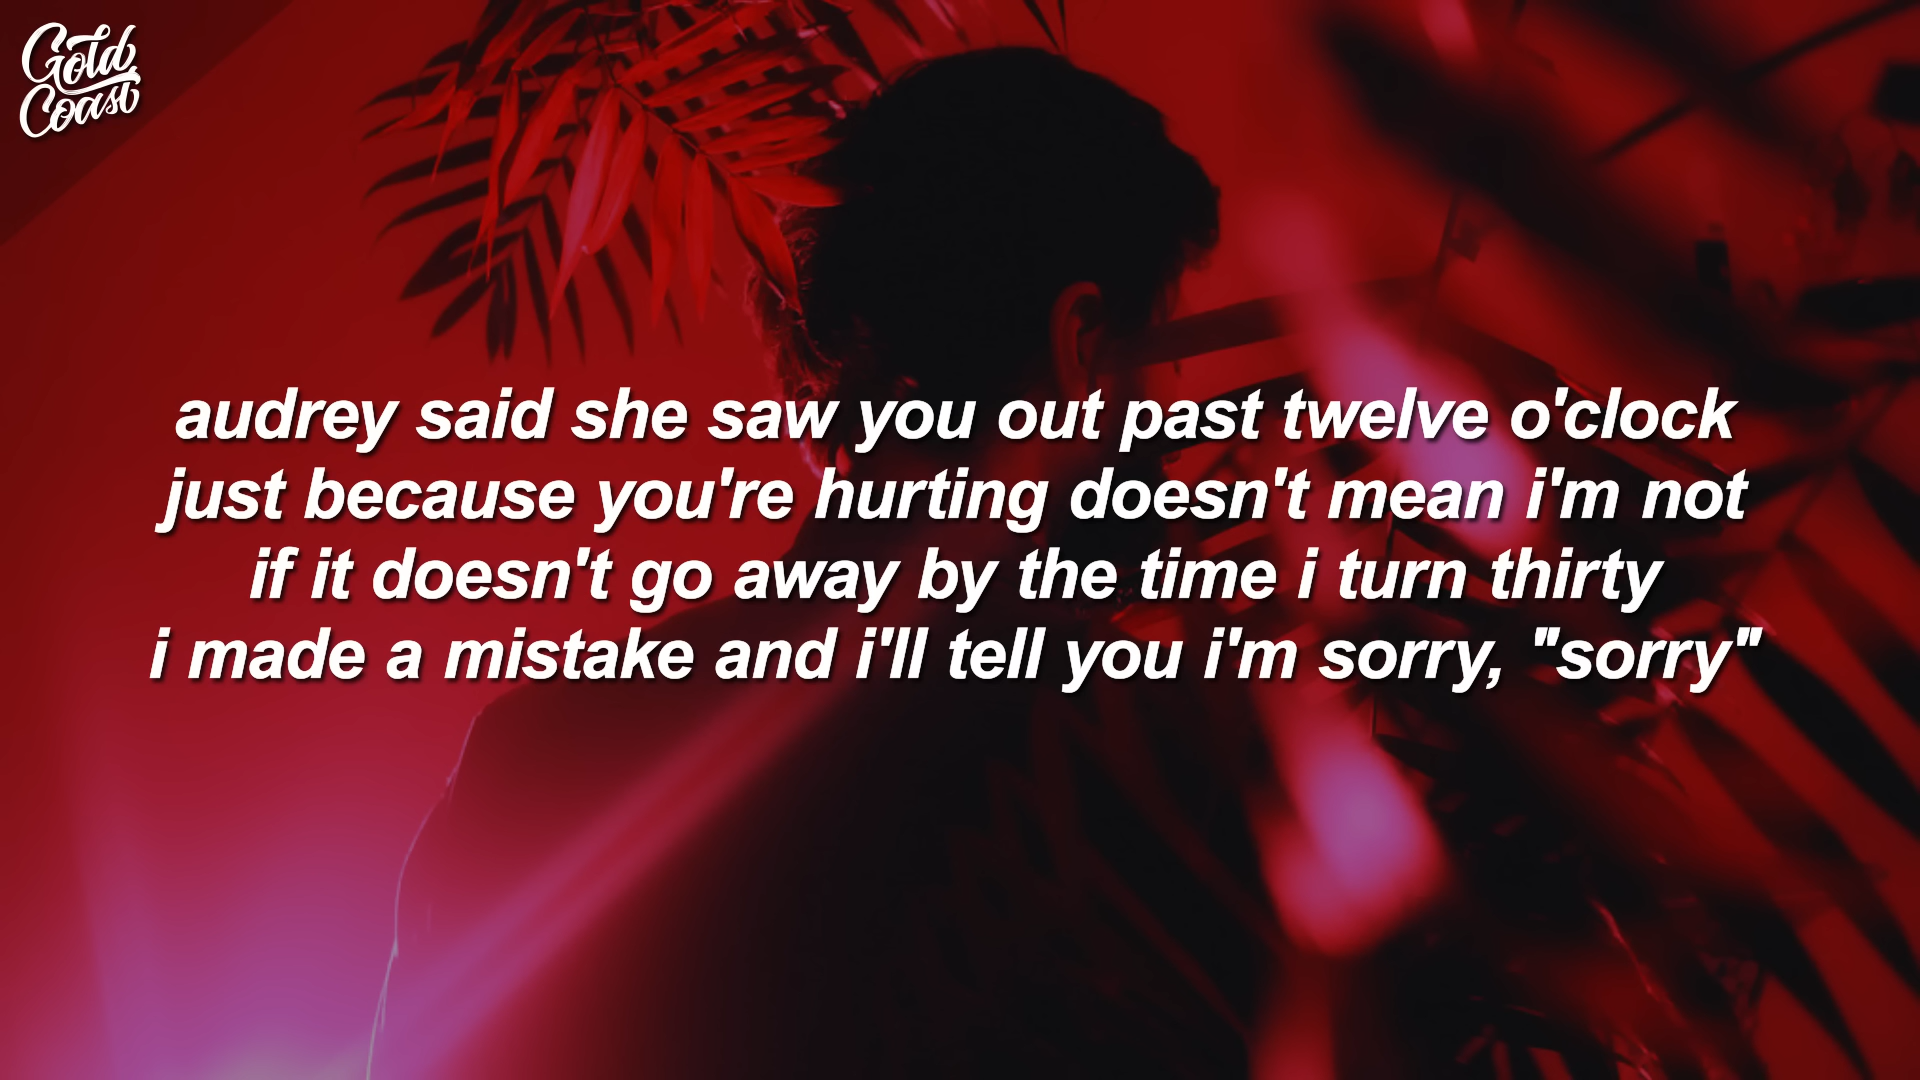 Gold
Coast
audrey said she saw you out past twelve o'clock
just because you're hurting doesn't mean i'm not
if it doesn't go away by the time i turn thirty
i made a mistake and i'll tell you i'm sorry, "sorry"